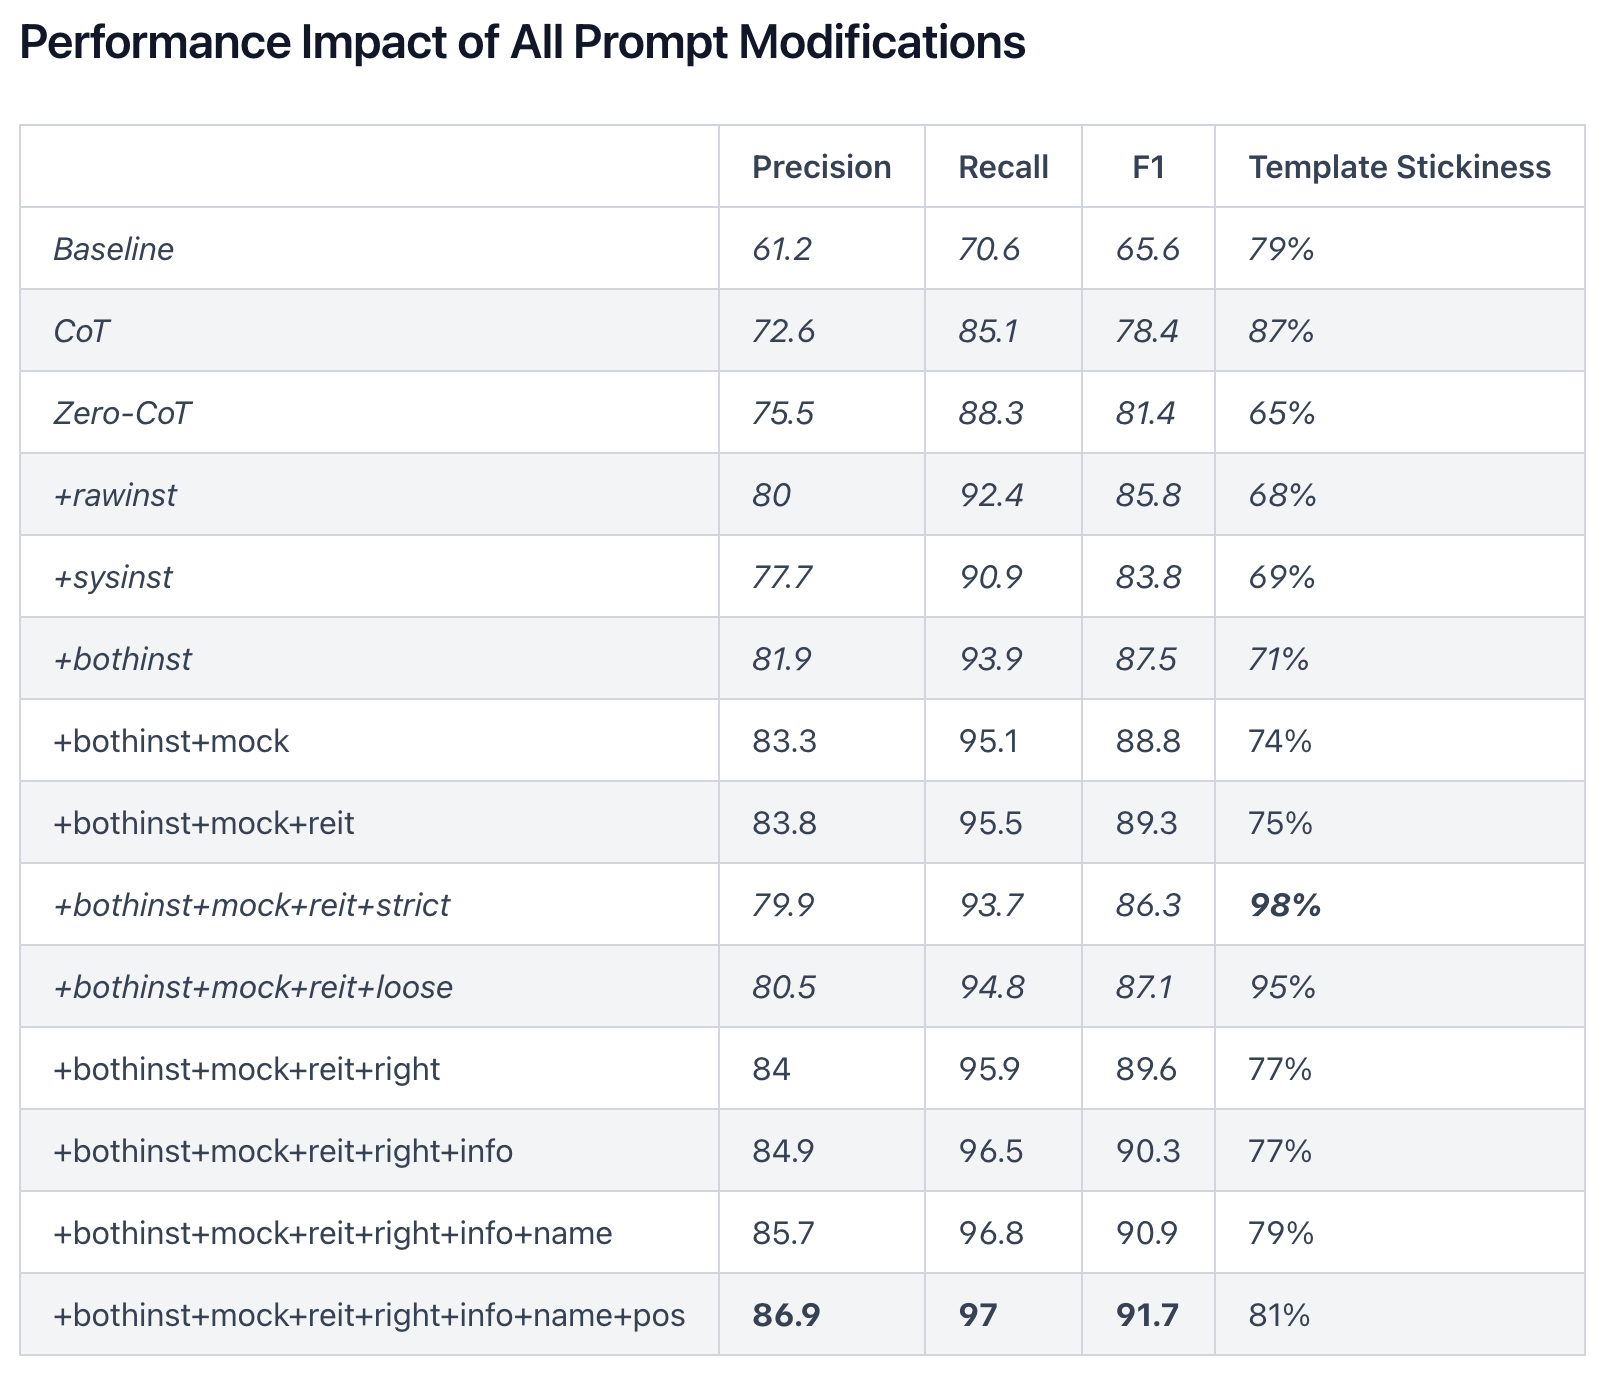 Performance Impact of All Prompt Modifications
Precision Recall F1 Template Stickiness
Baseline 61.2 70.6 65.6 79%
CoT 72.6 85.1 78.4 87%
Zero-CoT 75.5 88.3 81.4 65%
+rawinst 80 92.4 85.8 68%
+sysinst 77.7 90.9 83.8 69%
+bothinst 81.9 93.9 87.5 71%
+bothinst+mock 83.3 95.1 88.8 74%
+bothinst+mock+reit 83.8 95.5 89.3 75%
+bothinst+mock+reit+strict 79.9 93.7 86.3 98%
+bothinst+mock+reit+loose 80.5 94.8 87.1 95%
+bothinst+mock+reit+right 84 95.9 89.6 77%
+bothinst+mock+reit+right+info 84.9 96.5 90.3 77%
+bothinst+mock+reit+right+info+name 85.7 96.8 90.9 79%
+bothinst+mock+reit+right+info+name+pos 86.9 97 91.7 81%